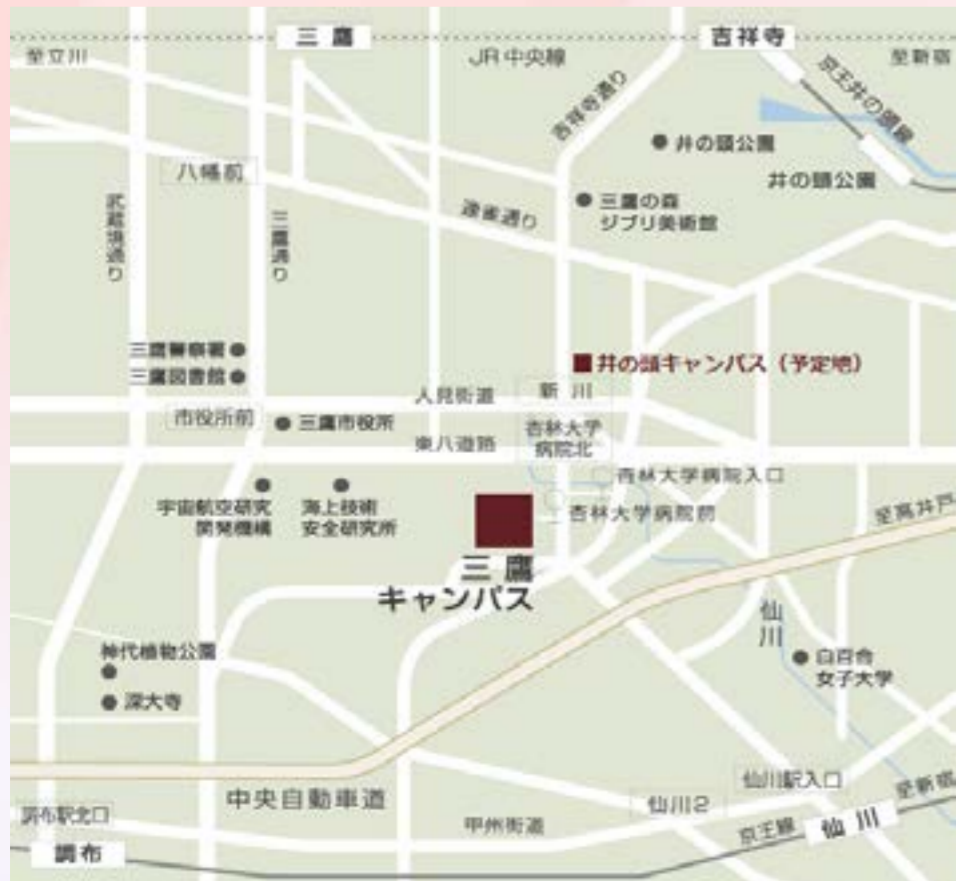 三鷹
吉祥寺
至立川
JR中央線
至新宿
吉祥寺通り
京王井の頭線
井の頭公園
井の頭公園
八幡前
三鷹の森
ジブリ美術館
連雀通り
武蔵境通り
三鷹通り
三鷹警察署
三鷹図書館
井の頭キャンパス（予定地）
人見街道
新川
市役所前
三鷹市役所
東八道路
杏林大学
病院北
杏林大学病院入口
宇宙航空研究
開発機構
海上技術
安全研究所
杏林大学病院前
至高井戸
三鷹
キャンパス
仙川
神代植物公園
深大寺
白百合
女子大学
中央自動車道
仙川駅入口
仙川2
調布駅北口
甲州街道
京王線
仙川
至新宿
調布